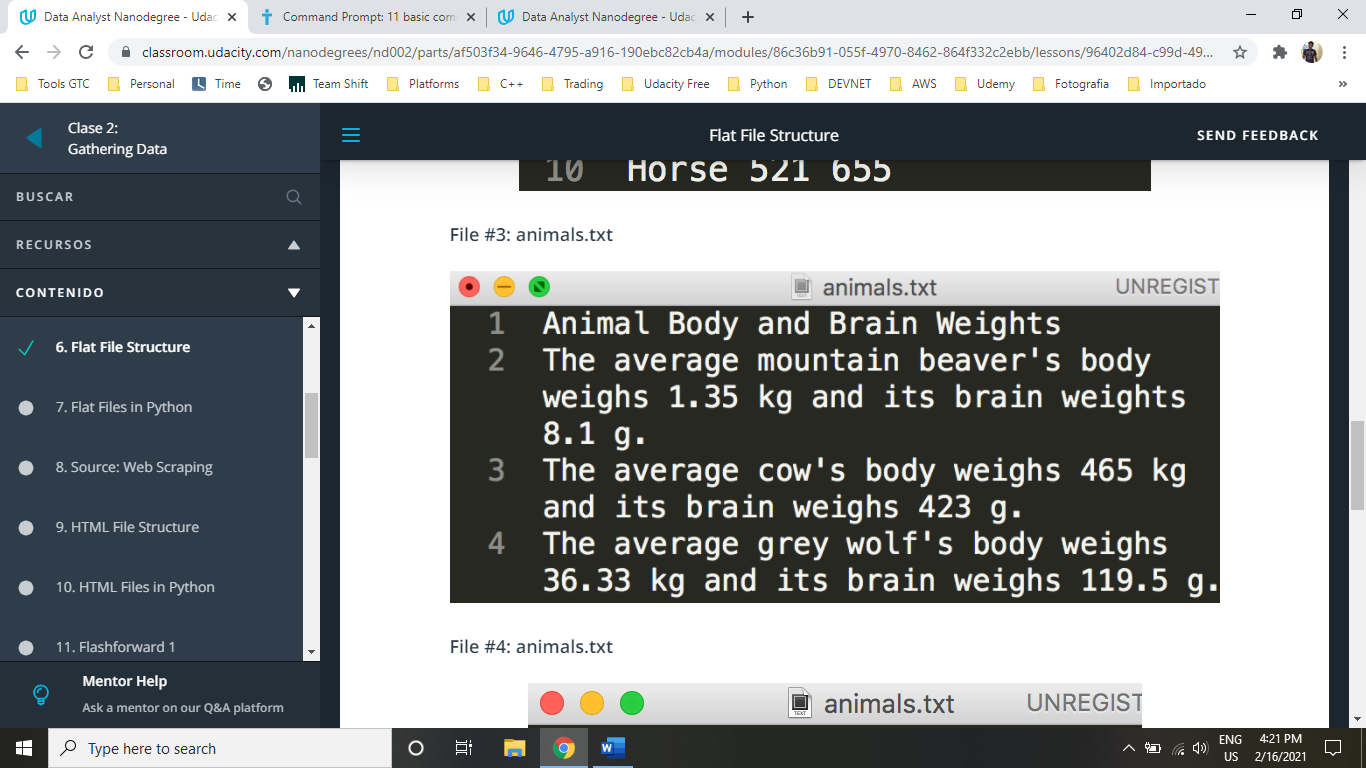 Data Analyst Nanodegree - Udac
Command Prompt: 11 basic com
Data Analyst Nanodegree - Udac
classroom.udacity.com/nanodegrees/nd002/parts/af503f34-9646-4795-a916-190ebc82cb4a/modules/86c36b91-055f-4970-8462-864f332c2ebb/lessons/96402d84-c99d-49...
Tools GTC
Personal
Time
Team Shift
Platforms
C++
Trading
Udacity Free
Python
DEVNET
AWS
Udemy
Fotografia
Importado
»
Clase 2:
Gathering Data
Flat File Structure
SEND FEEDBACK
BUSCAR
RECURSOS
CONTENIDO
6. Flat File Structure
7. Flat Files in Python
8. Source: Web Scraping
9. HTML File Structure
10. HTML Files in Python
11. Flashforward 1
Mentor Help
Ask a mentor on our Q&A platform
10 Horse 521 655
File #3: animals.txt
animals.txt
UNREGIST
1 Animal Body and Brain Weights
2 The average mountain beaver's body
weighs 1.35 kg and its brain weights
8.1 g.
3 The average cow's body weighs 465 kg
and its brain weighs 423 g.
4 The average grey wolf's body weighs
36.33 kg and its brain weighs 119.5 g.
File #4: animals.txt
TEXT
animals.txt
UNREGIST
Type here to search
W
ENG
US
4:21 PM
2/16/2021